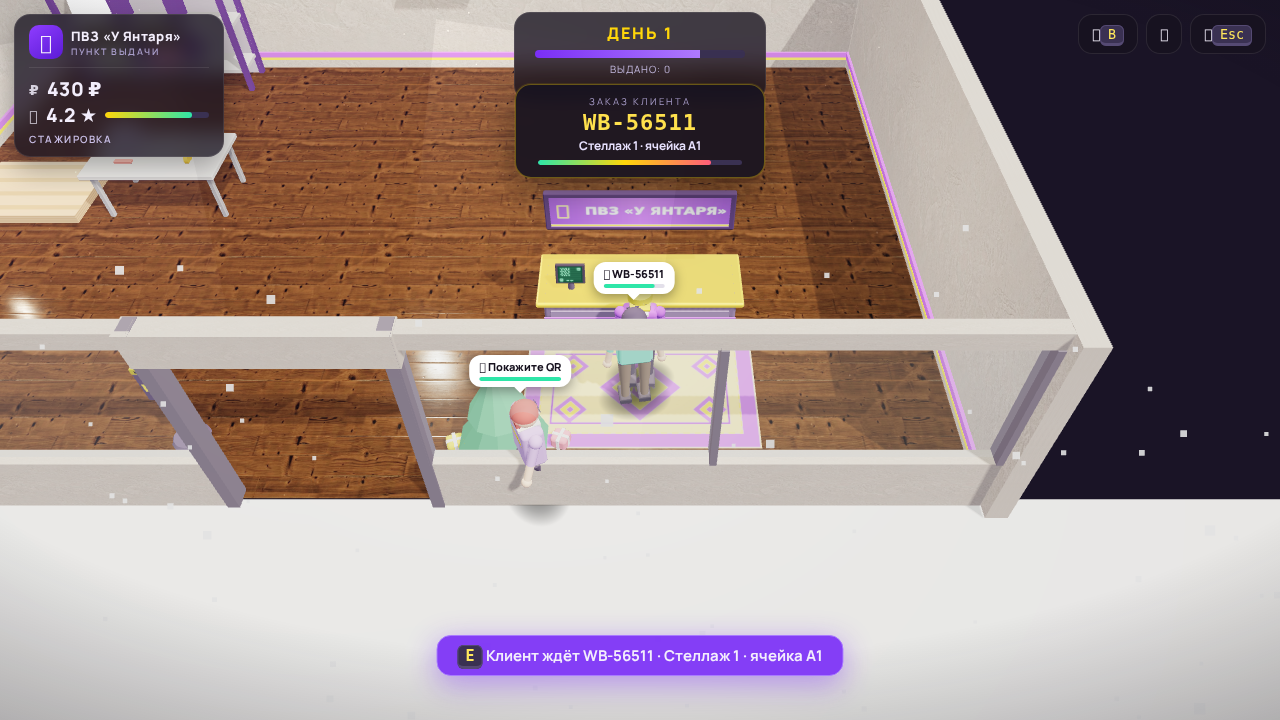 ПВЗ «У Янтаря»
ПУНКТ ВЫДАЧИ
₽ 430 ₽
4.2 ★
СТАЖИРОВКА
ДЕНЬ 1
ВЫДАНО: 0
ЗАКАЗ КЛИЕНТА
WB-56511
Стеллаж 1 · ячейка A1
B
Esc
ПВЗ «У ЯНТАРЯ»
WB-56511
Покажите QR
E Клиент ждёт WB-56511 · Стеллаж 1 · ячейка A1